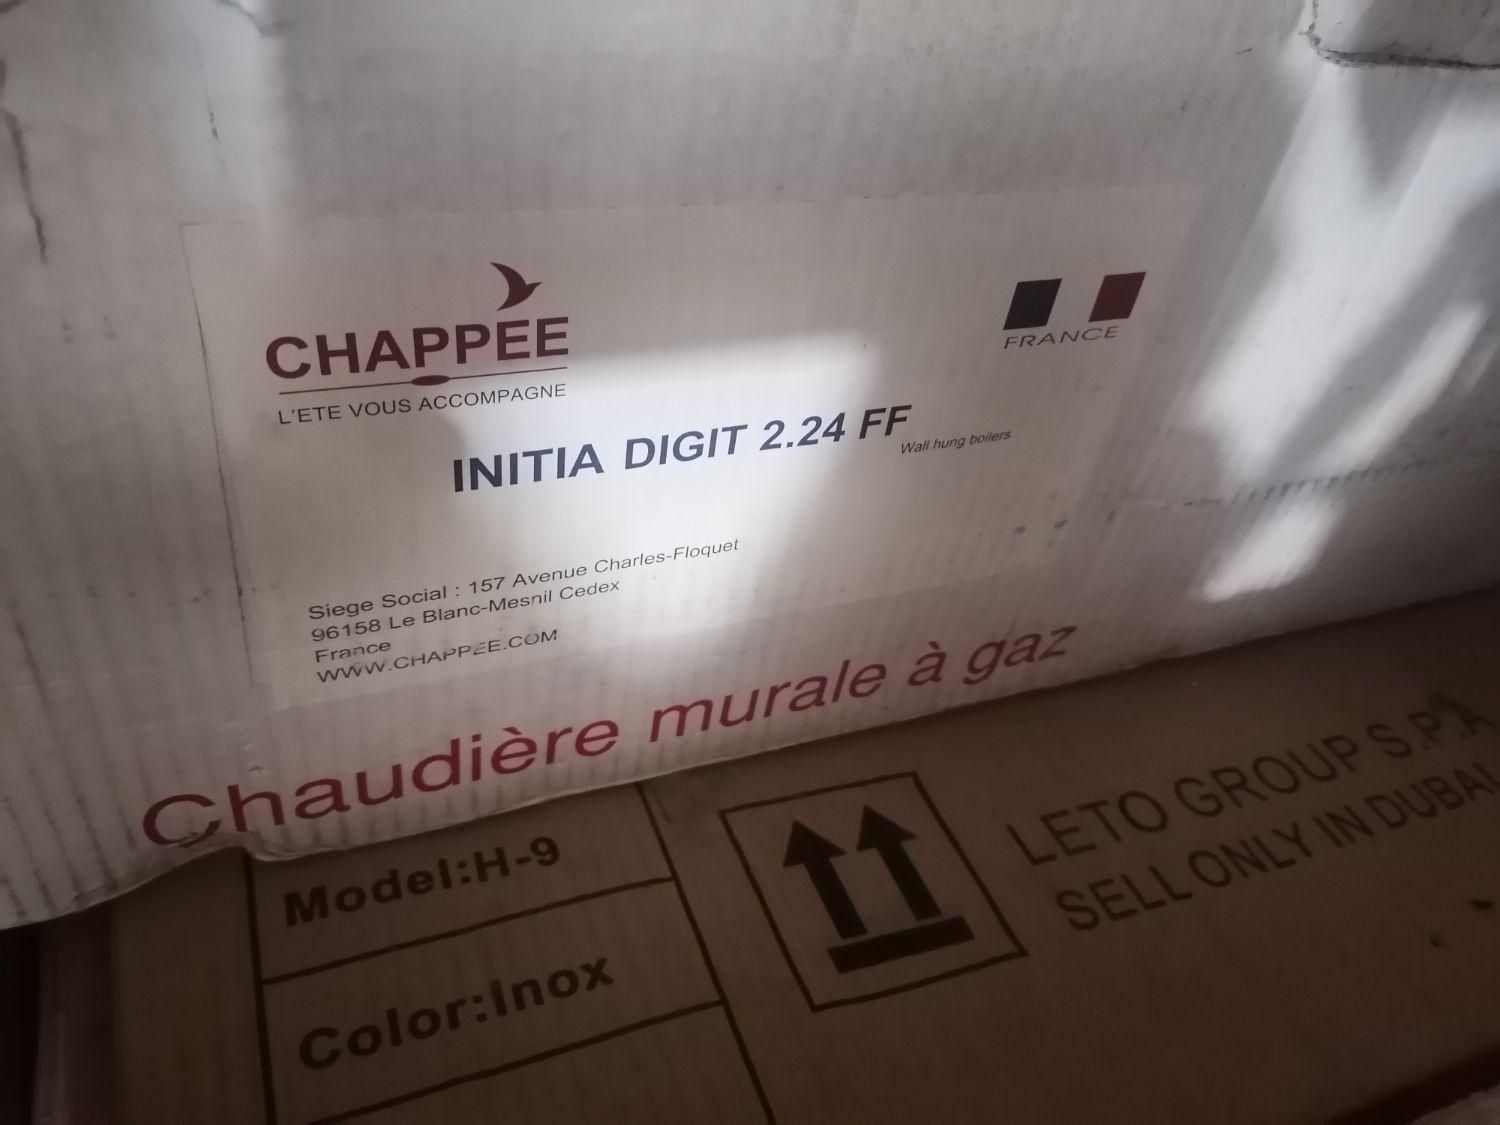 CHAPPÉE
L'ETE VOUS ACCOMPAGNE
FRANCE
INITIA DIGIT 2.24 FF
Wall hung boilers
Siege Social : 157 Avenue Charles-Floquet
96158 Le Blanc-Mesnil Cedex
France
WWW.CHAPPEE.COM
Chaudière murale à gaz
Model:H-9
Color:Inox
LETO GROUP S.P.A
SELL ONLY IN DUBAI